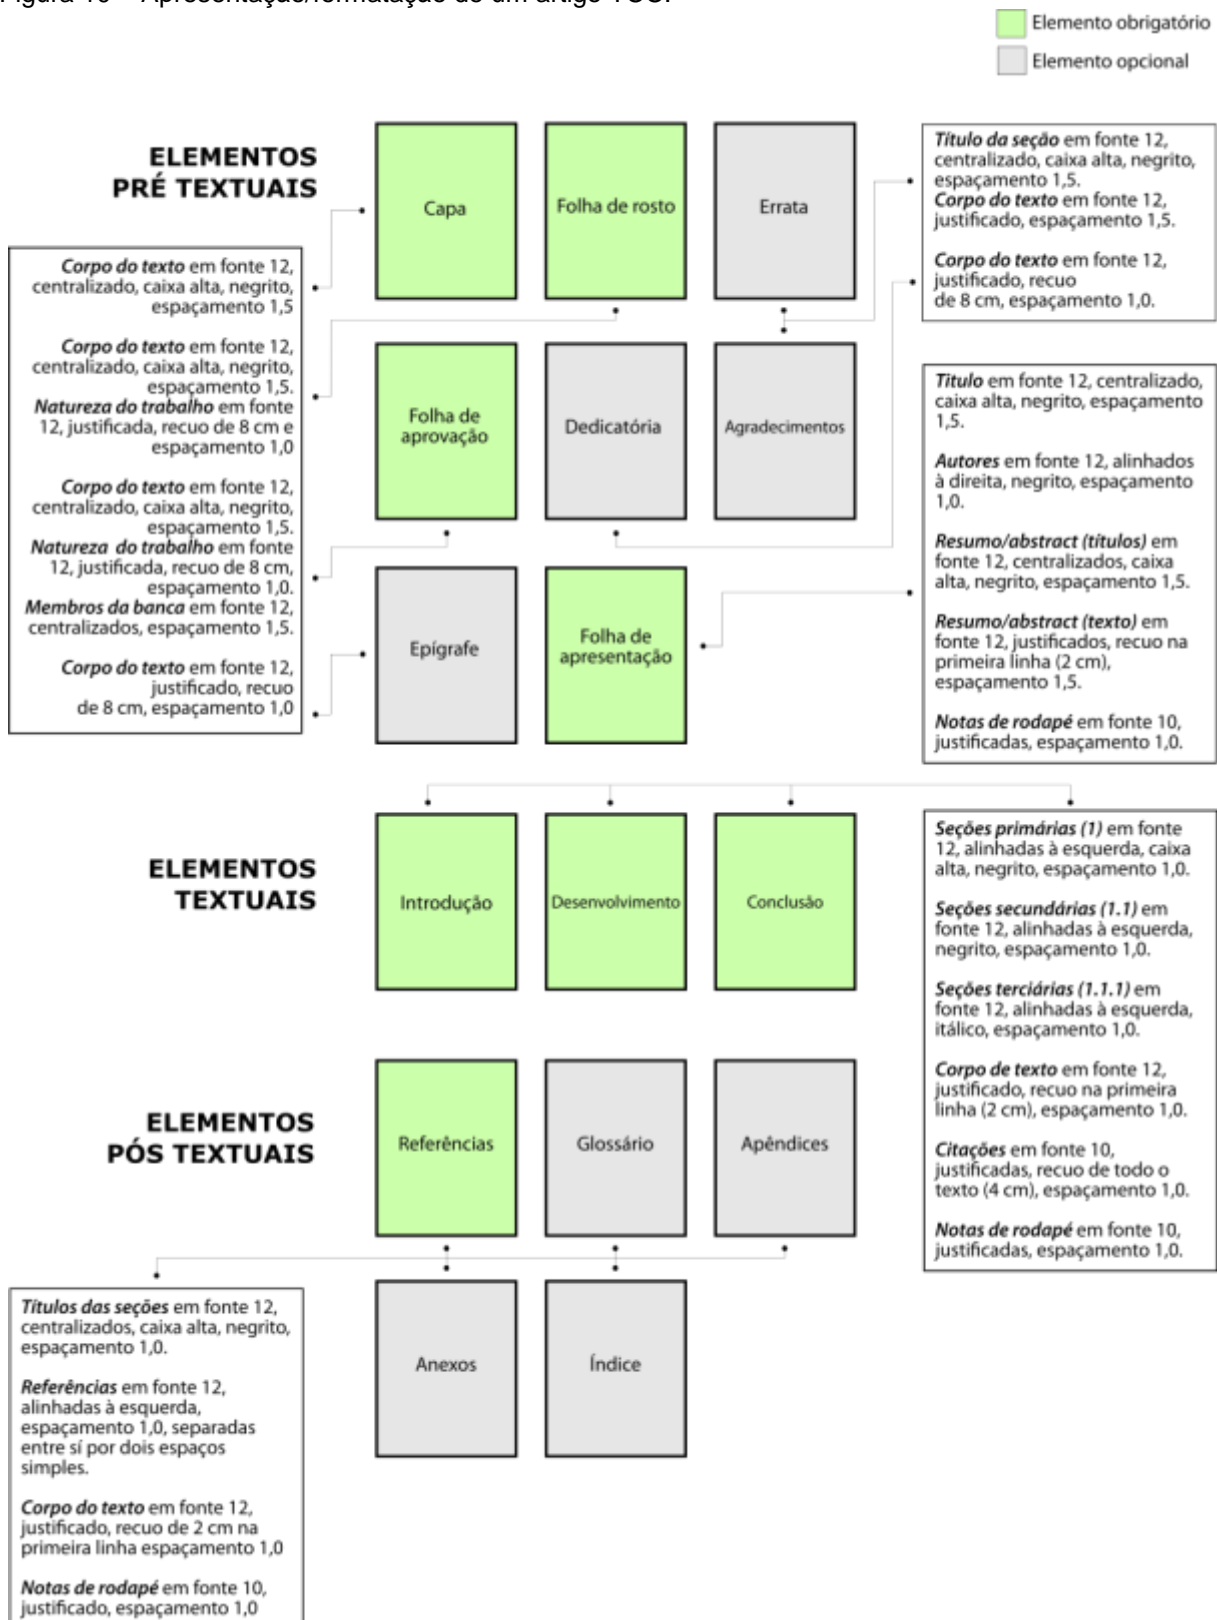 Figura 10 – Apresentação/formatação de um artigo TCC.
Elemento obrigatório
Elemento opcional
ELEMENTOS
PRÉ TEXTUAIS
Capa
Folha de rosto
Errata
Título da seção em fonte 12,
centralizado, caixa alta, negrito,
espaçamento 1,5.
Corpo do texto em fonte 12,
justificado, espaçamento 1,5.
Corpo do texto em fonte 12,
justificado, recuo
de 8 cm, espaçamento 1,0.
Corpo do texto em fonte 12,
centralizado, caixa alta, negrito,
espaçamento 1,5
Corpo do texto em fonte 12,
centralizado, caixa alta, negrito,
espaçamento 1,5.
Natureza do trabalho em fonte
12, justificada, recuo de 8 cm e
espaçamento 1,0
Corpo do texto em fonte 12,
centralizado, caixa alta, negrito,
espaçamento 1,5.
Natureza do trabalho em fonte
12, justificada, recuo de 8 cm,
espaçamento 1,0.
Membros da banca em fonte 12,
centralizados, espaçamento 1,5.
Corpo do texto em fonte 12,
justificado, recuo
de 8 cm, espaçamento 1,0
Folha de
aprovação
Dedicatória
Agradecimentos
Epígrafe
Folha de
apresentação
Título em fonte 12, centralizado,
caixa alta, negrito, espaçamento
1,5.
Autores em fonte 12, alinhados
à direita, negrito, espaçamento
1,0.
Resumo/abstract (títulos) em
fonte 12, centralizados, caixa
alta, negrito, espaçamento 1,5.
Resumo/abstract (texto) em
fonte 12, justificados, recuo na
primeira linha (2 cm),
espaçamento 1,5.
Notas de rodapé em fonte 10,
justificadas, espaçamento 1,0.
ELEMENTOS
TEXTUAIS
Introdução
Desenvolvimento
Conclusão
Seções primárias (1) em fonte
12, alinhadas à esquerda, caixa
alta, negrito, espaçamento 1,0.
Seções secundárias (1.1) em
fonte 12, alinhadas à esquerda,
negrito, espaçamento 1,0.
Seções terciárias (1.1.1) em
fonte 12, alinhadas à esquerda,
itálico, espaçamento 1,0.
Corpo de texto em fonte 12,
justificado, recuo na primeira
linha (2 cm), espaçamento 1,0.
Citações em fonte 10,
justificadas, recuo de todo o
texto (4 cm), espaçamento 1,0.
Notas de rodapé em fonte 10,
justificadas, espaçamento 1,0.
ELEMENTOS
PÓS TEXTUAIS
Referências
Glossário
Apêndices
Anexos
Índice
Títulos das seções em fonte 12,
centralizados, caixa alta, negrito,
espaçamento 1,0.
Referências em fonte 12,
alinhadas à esquerda,
espaçamento 1,0, separadas
entre sí por dois espaços
simples.
Corpo do texto em fonte 12,
justificado, recuo de 2 cm na
primeira linha espaçamento 1,0
Notas de rodapé em fonte 10,
justificado, espaçamento 1,0